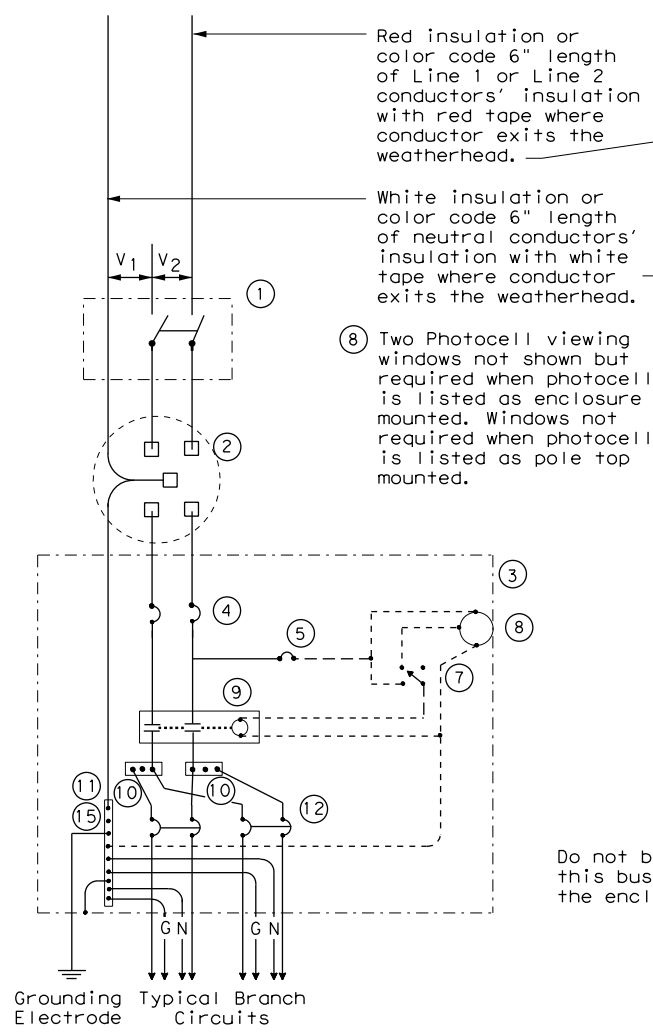 Red insulation or
color code 6" length
of Line 1 or Line 2
conductors' insulation
with red tape where
conductor exits the
weatherhead.
White insulation or
color code 6" length
of neutral conductors'
insulation with white
tape where conductor
exits the weatherhead.
V1 V2
1
8 Two Photocell viewing
windows not shown but
required when photocell
is listed as enclosure
mounted. Windows not
required when photocell
is listed as pole top
mounted.
2
3
4
5
8
7
9
11
10
10
15
12
Do not b
this bus
the encl
G N
G N
Grounding
Electrode
Typical Branch
Circuits